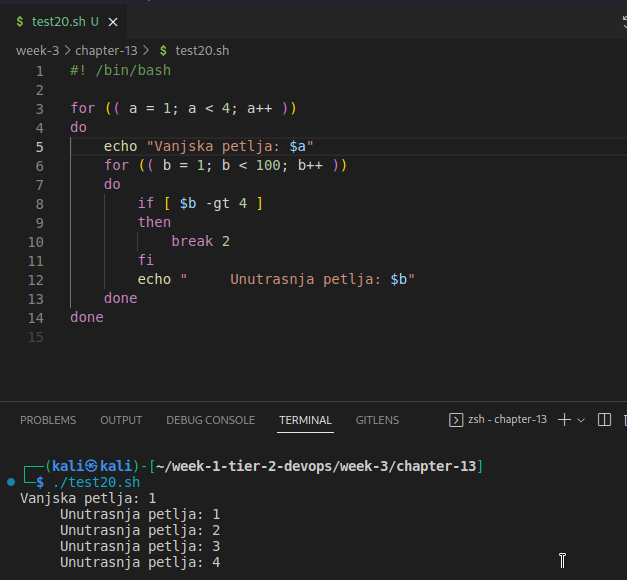 $ test20.sh U ×
week-3 > chapter-13 > $ test20.sh
1 #! /bin/bash
2
3 for (( a = 1; a < 4; a++ ))
4 do
5     echo "Vanjska petlja: $a"
6     for (( b = 1; b < 100; b++ ))
7     do
8         if [ $b -gt 4 ]
9         then
10             break 2
11         fi
12         echo "     Unutrasnja petlja: $b"
13     done
14 done
15
PROBLEMS OUTPUT DEBUG CONSOLE TERMINAL GITLENS zsh - chapter-13
┌──(kali㉿kali)-[~/week-1-tier-2-devops/week-3/chapter-13]
└─$ ./test20.sh
Vanjska petlja: 1
     Unutrasnja petlja: 1
     Unutrasnja petlja: 2
     Unutrasnja petlja: 3
     Unutrasnja petlja: 4